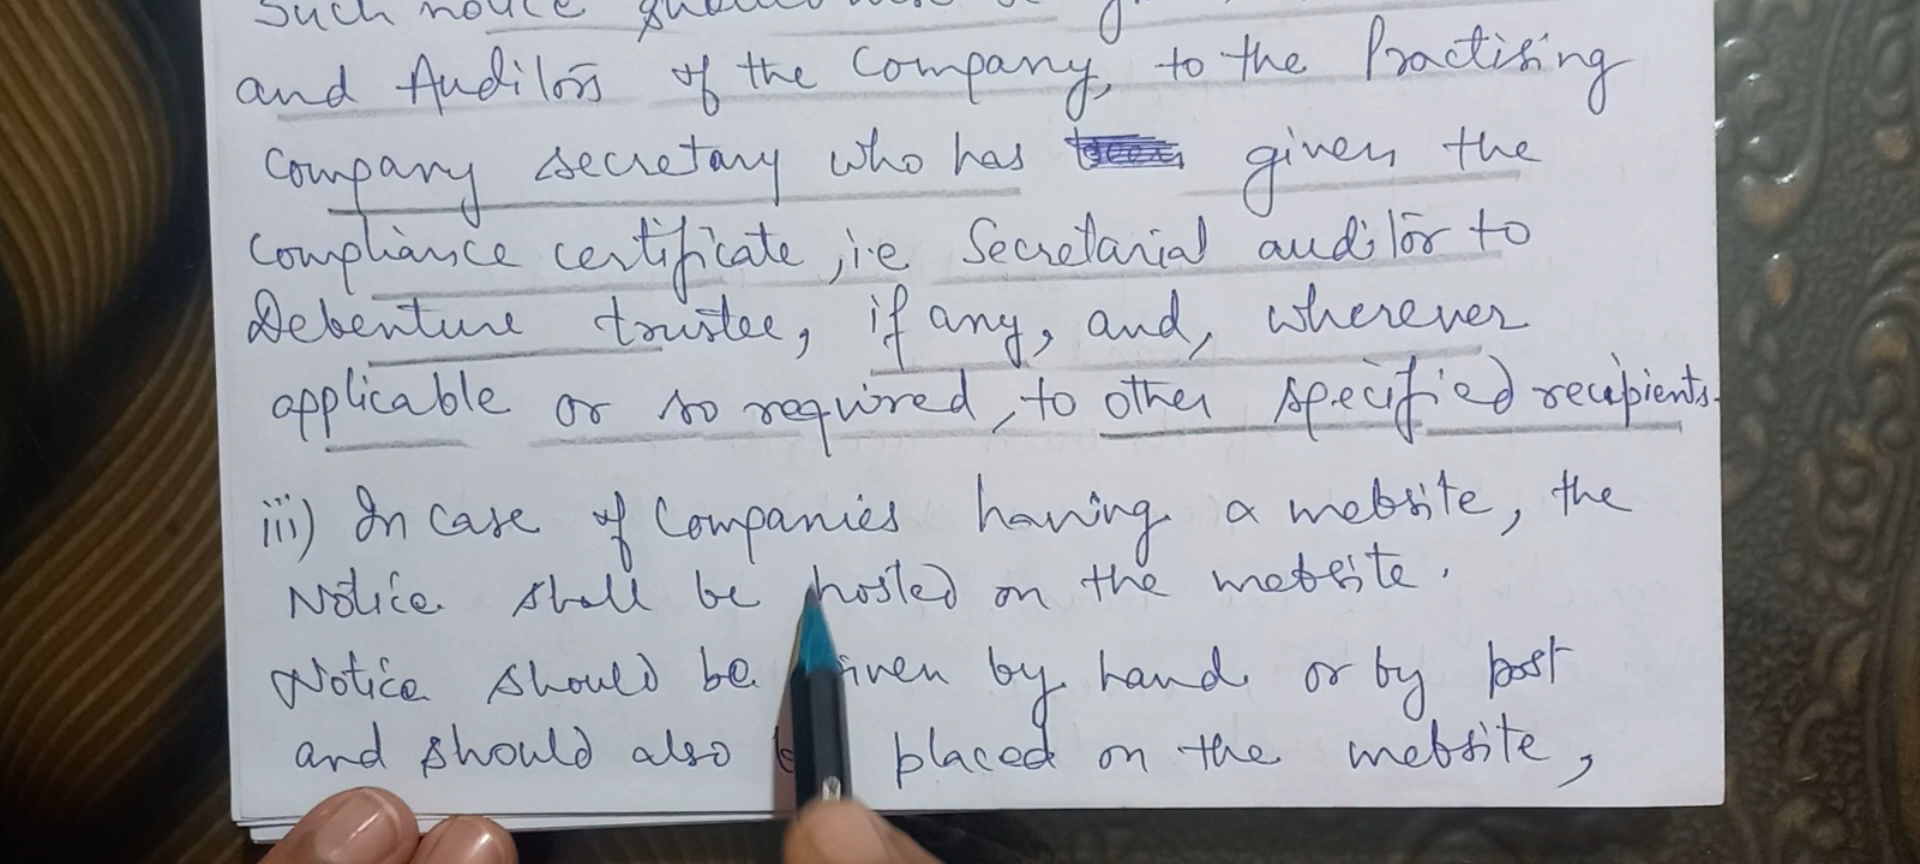 Such notice should
and Auditors of the Company, to the Practising
Company secretary who has given the
Compliance certificate, i.e Secretarial auditor to
Debenture trustee, if any, and, wherever
applicable or so required, to other specified recipients.
iii) In case of Companies having a website, the
Notice shall be hosted on the website.
Notice should be given by hand or by post
and should also placed on the website,